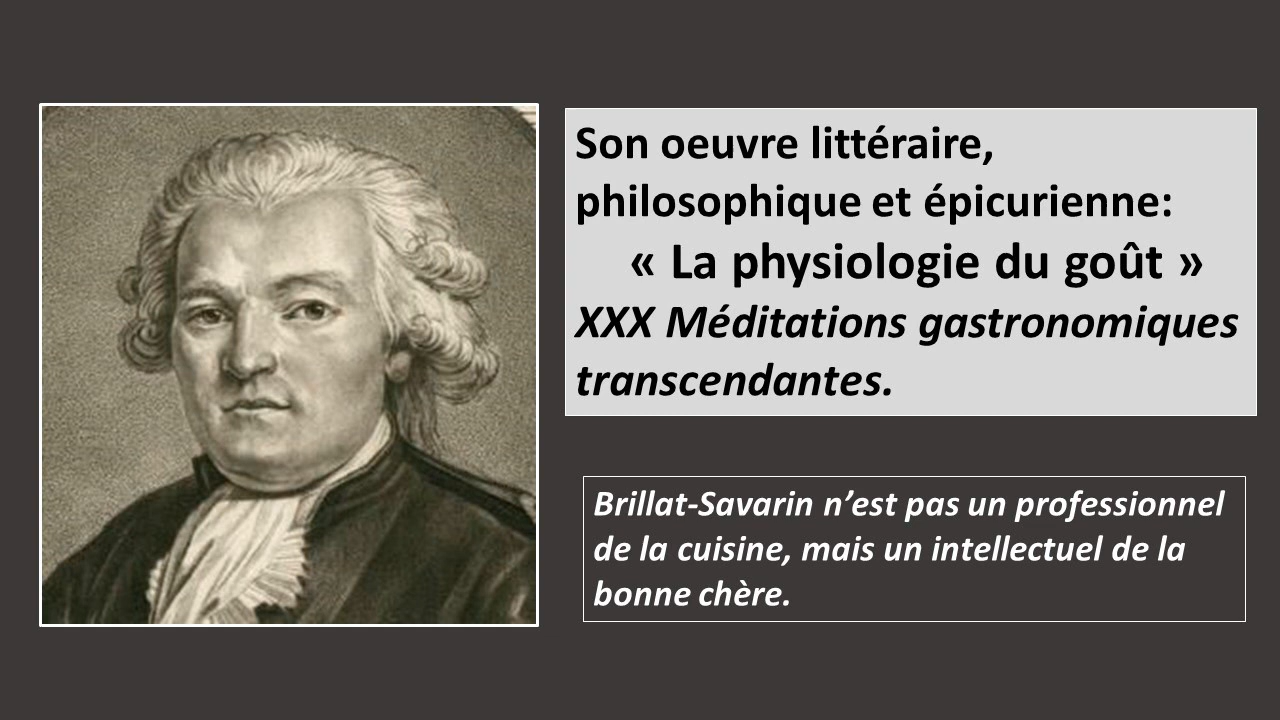 Son oeuvre littéraire,
philosophique et épicurienne:
« La physiologie du goût »
XXX Méditations gastronomiques
transcendantes.
Brillat-Savarin n’est pas un professionnel
de la cuisine, mais un intellectuel de la
bonne chère.